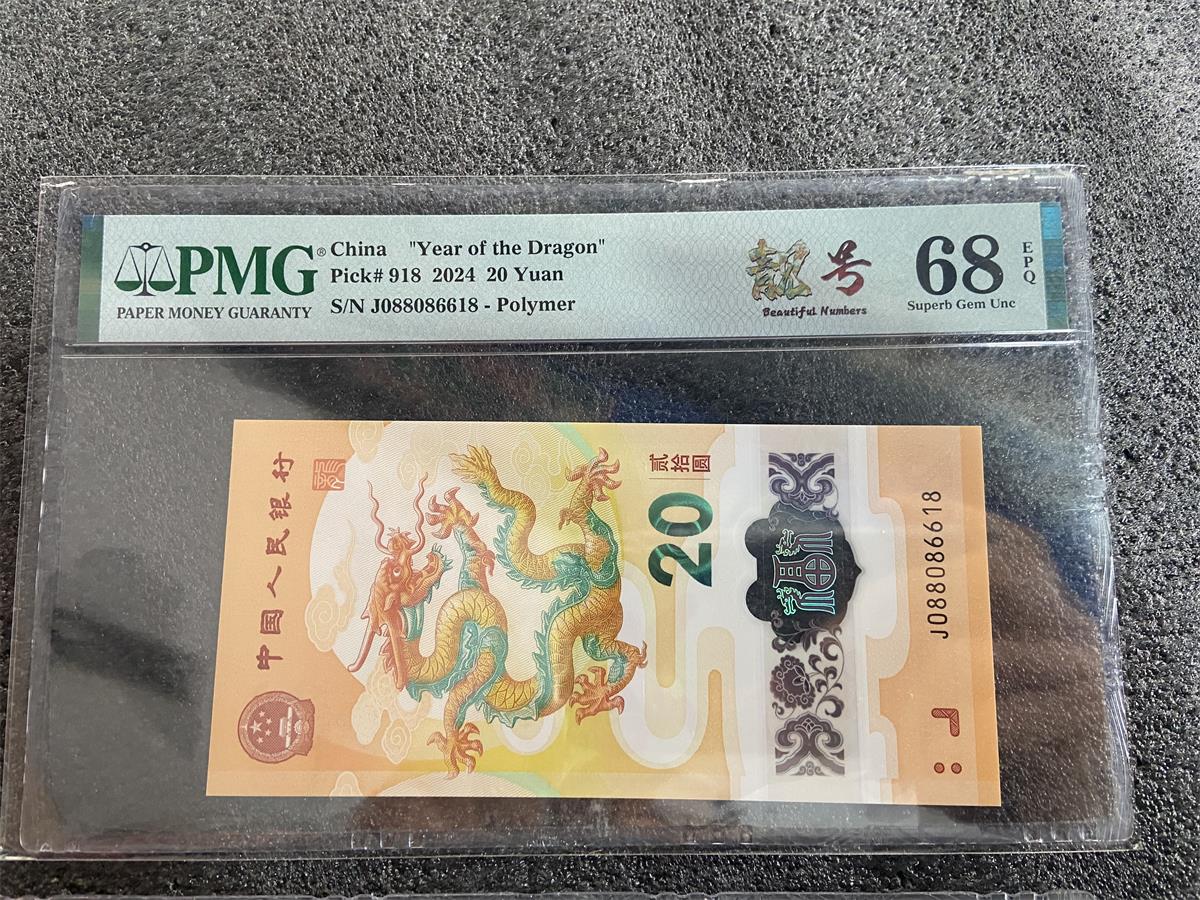 PMG®
PAPER MONEY GUARANTY
China "Year of the Dragon"
Pick# 918 2024 20 Yuan
S/N J088086618 - Polymer
靓号
Beautiful Numbers
68
EPQ
Superb Gem Unc
中国人民银行
贰拾圆
20
福
J088086618